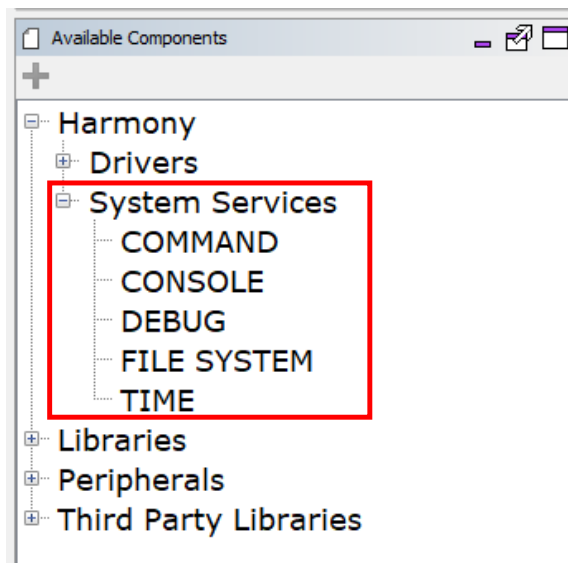 Available Components
Harmony
Drivers
System Services
COMMAND
CONSOLE
DEBUG
FILE SYSTEM
TIME
Libraries
Peripherals
Third Party Libraries